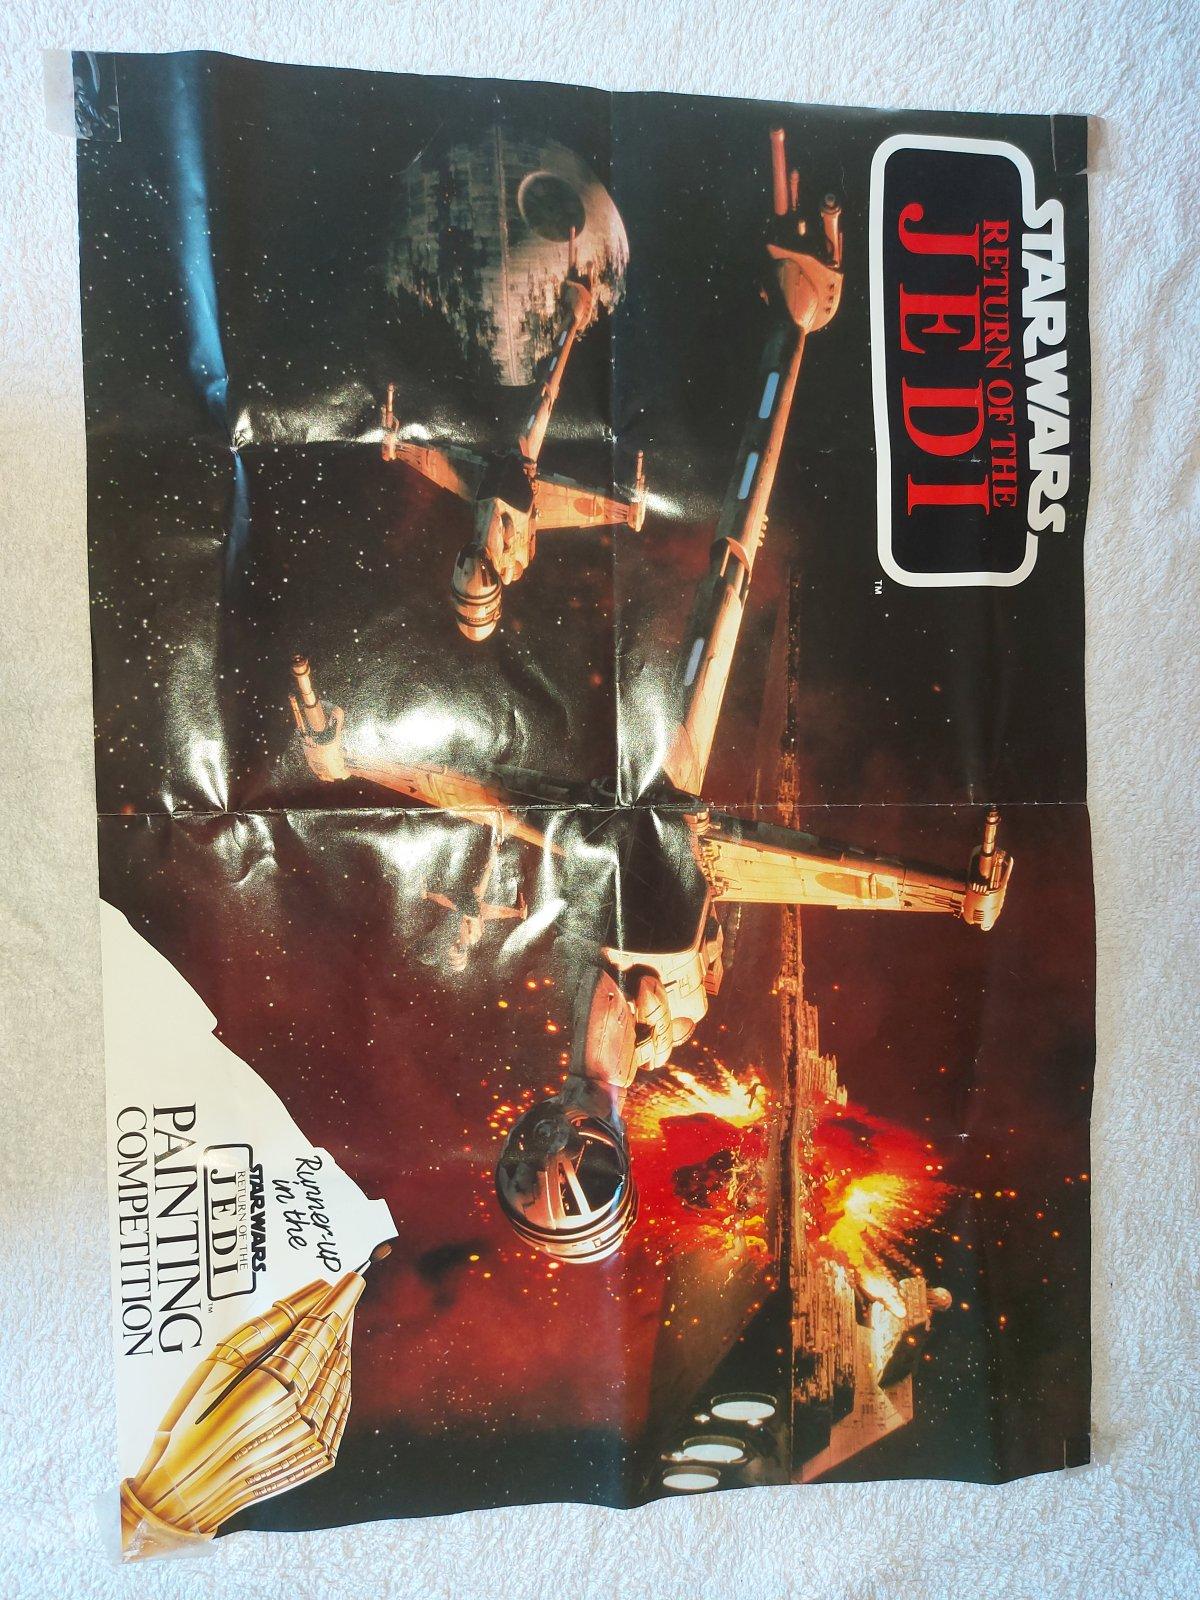 STAR WARS
RETURN OF THE
JEDI
TM
Runner-up
in the
STAR WARS
RETURN OF THE
JEDI
TM
PAINTING
COMPETITION